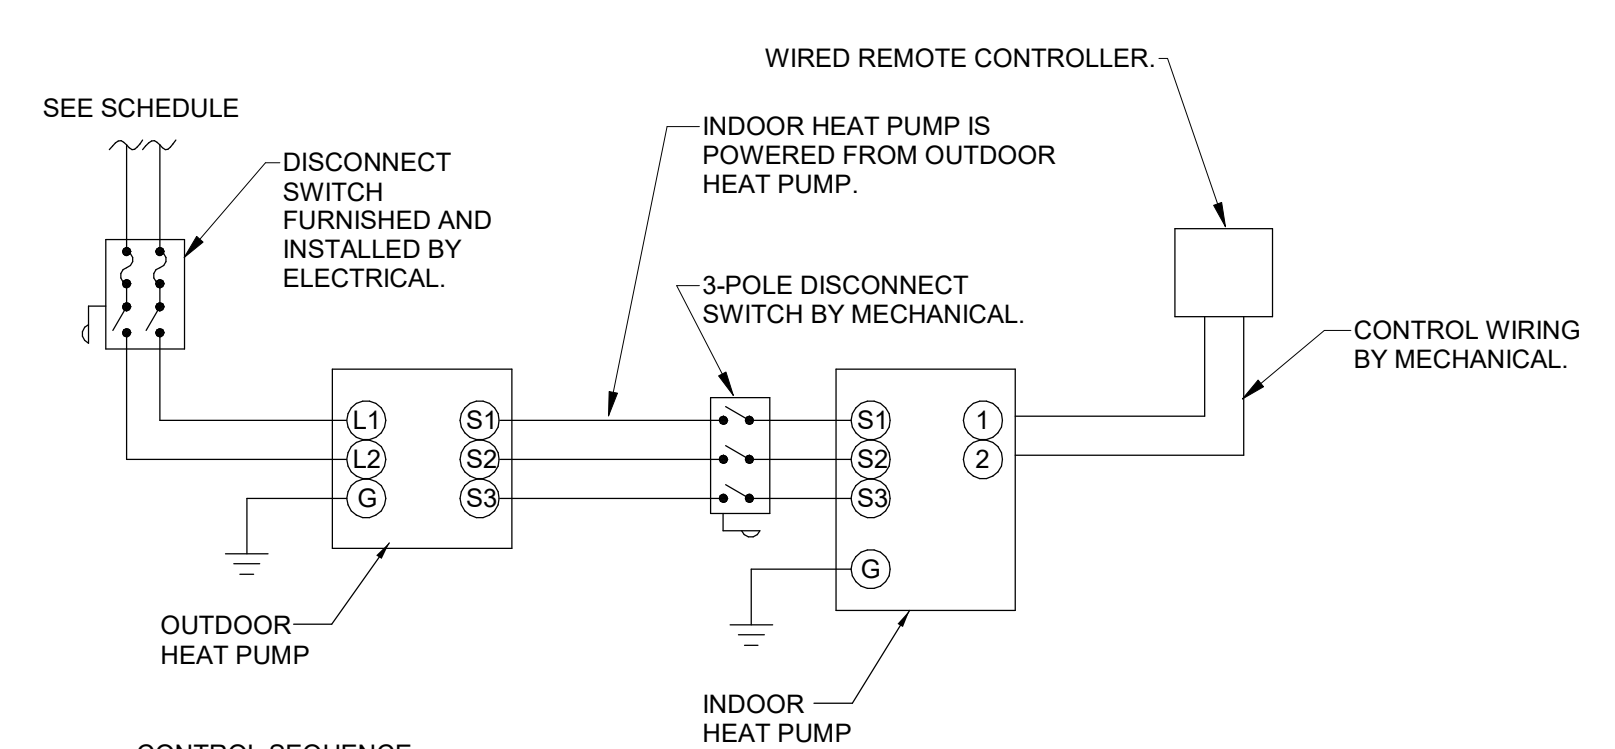 WIRED REMOTE CONTROLLER.
SEE SCHEDULE
INDOOR HEAT PUMP IS
POWERED FROM OUTDOOR
HEAT PUMP.
DISCONNECT
SWITCH
FURNISHED AND
INSTALLED BY
ELECTRICAL.
3-POLE DISCONNECT
SWITCH BY MECHANICAL.
CONTROL WIRING
BY MECHANICAL.
L1
L2
G
S1
S2
S3
S1
S2
S3
G
1
2
OUTDOOR
HEAT PUMP
INDOOR
HEAT PUMP
CONTROL SEQUENCE